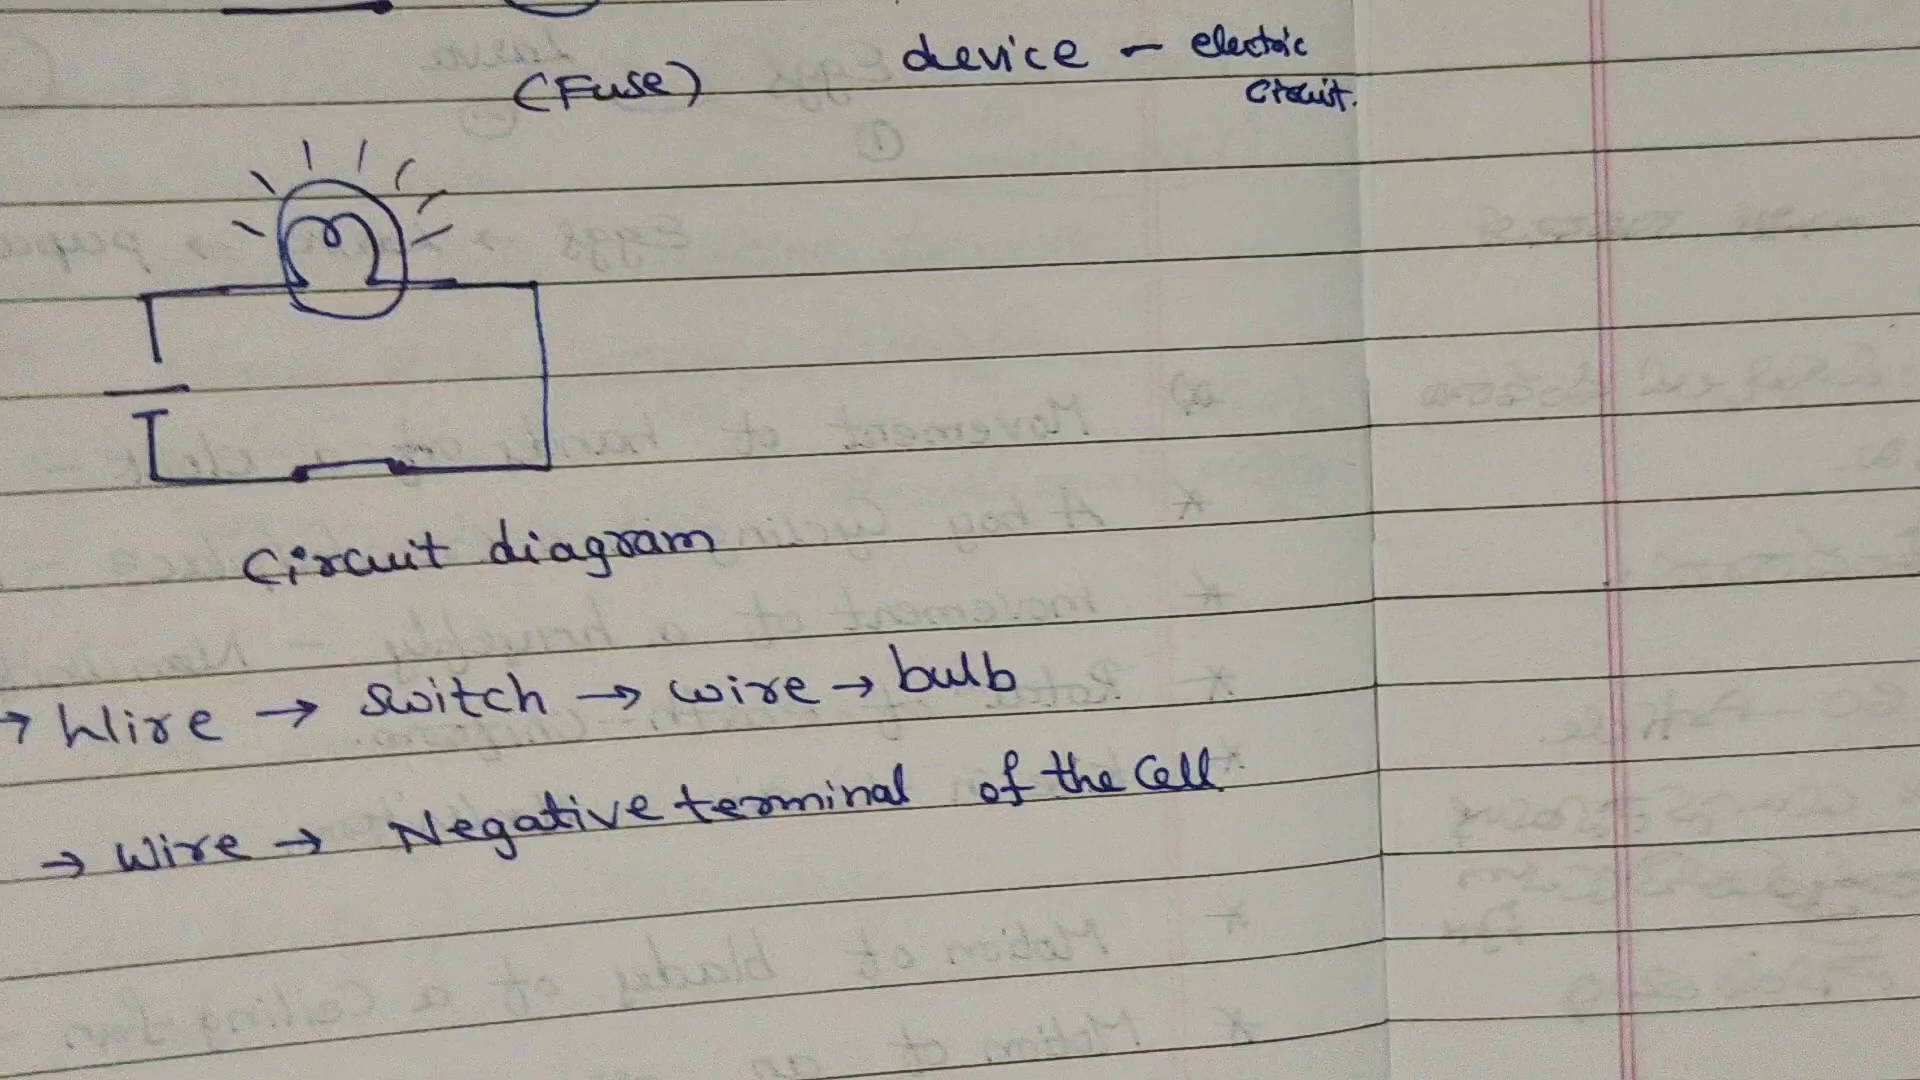 (Fuse)
device - electric
circuit.
Circuit diagram
→ Wire → switch → wire → bulb
→ Wire → Negative terminal of the Cell